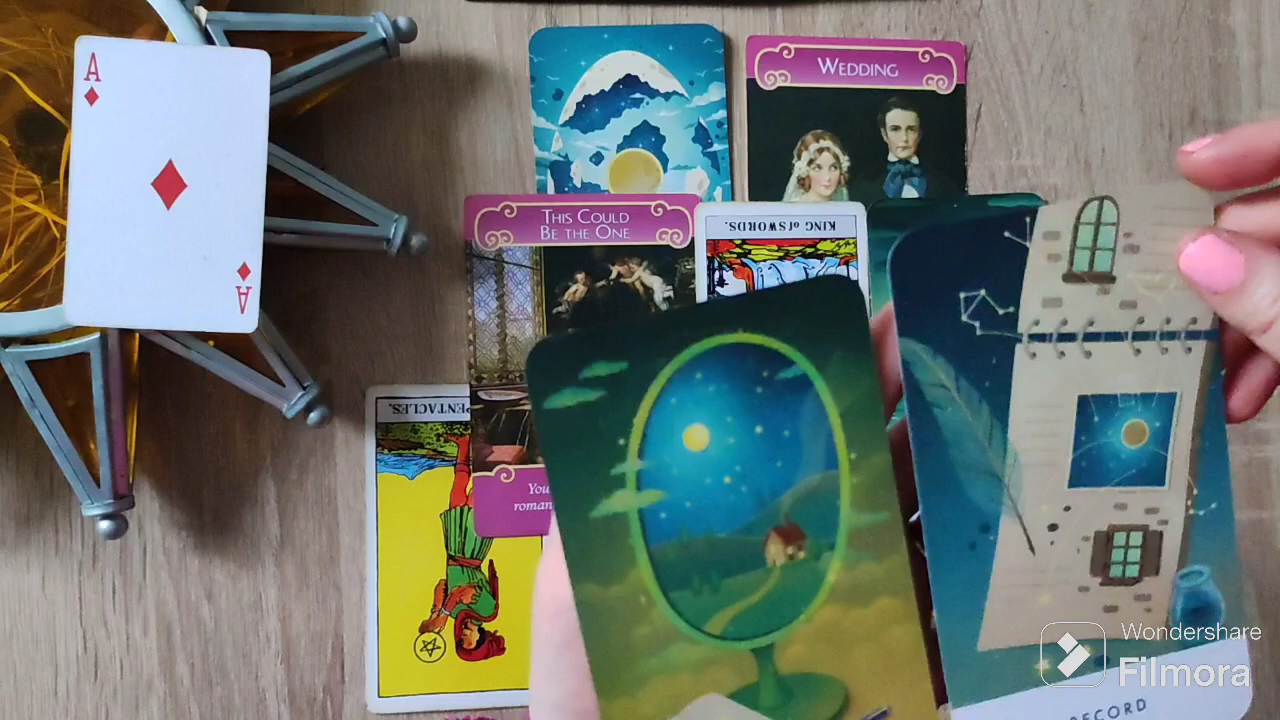 A
A
WEDDING
THIS COULD
BE THE ONE
KING of SWORDS.
PENTACLES.
You
roman
RECORD
Wondershare
Filmora